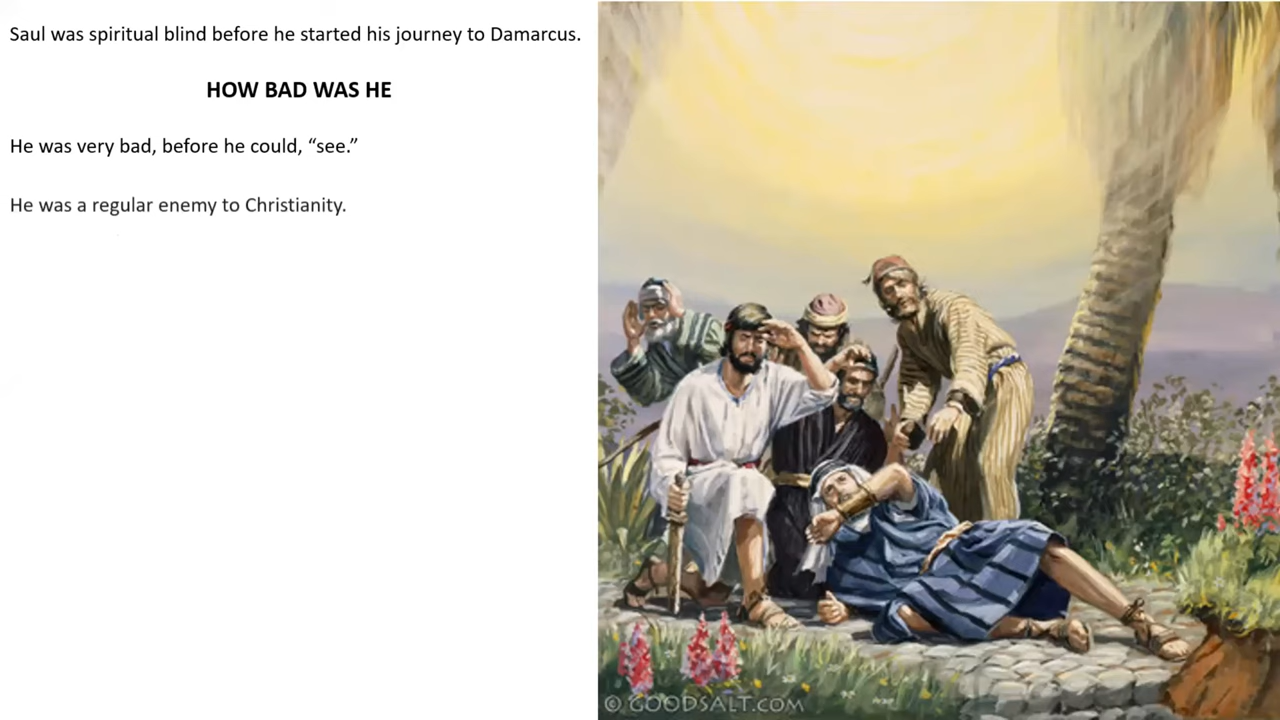 Saul was spiritual blind before he started his journey to Damarcus.
HOW BAD WAS HE
He was very bad, before he could, “see.”
He was a regular enemy to Christianity.
© GOODSALT.COM